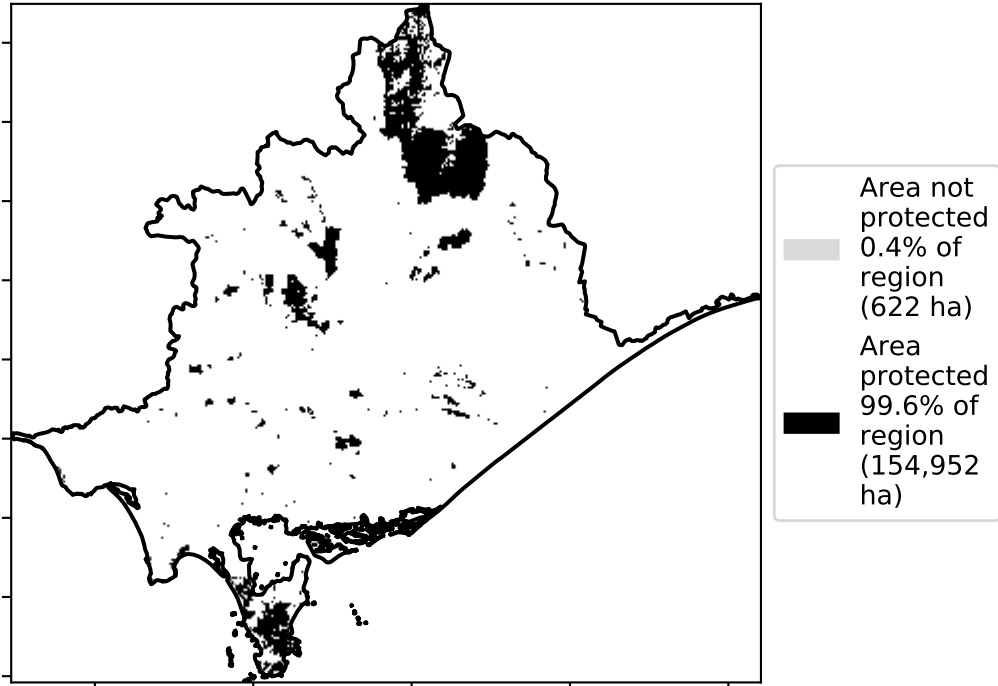 Area not
protected
0.4% of
region
(622 ha)
Area
protected
99.6% of
region
(154,952
ha)